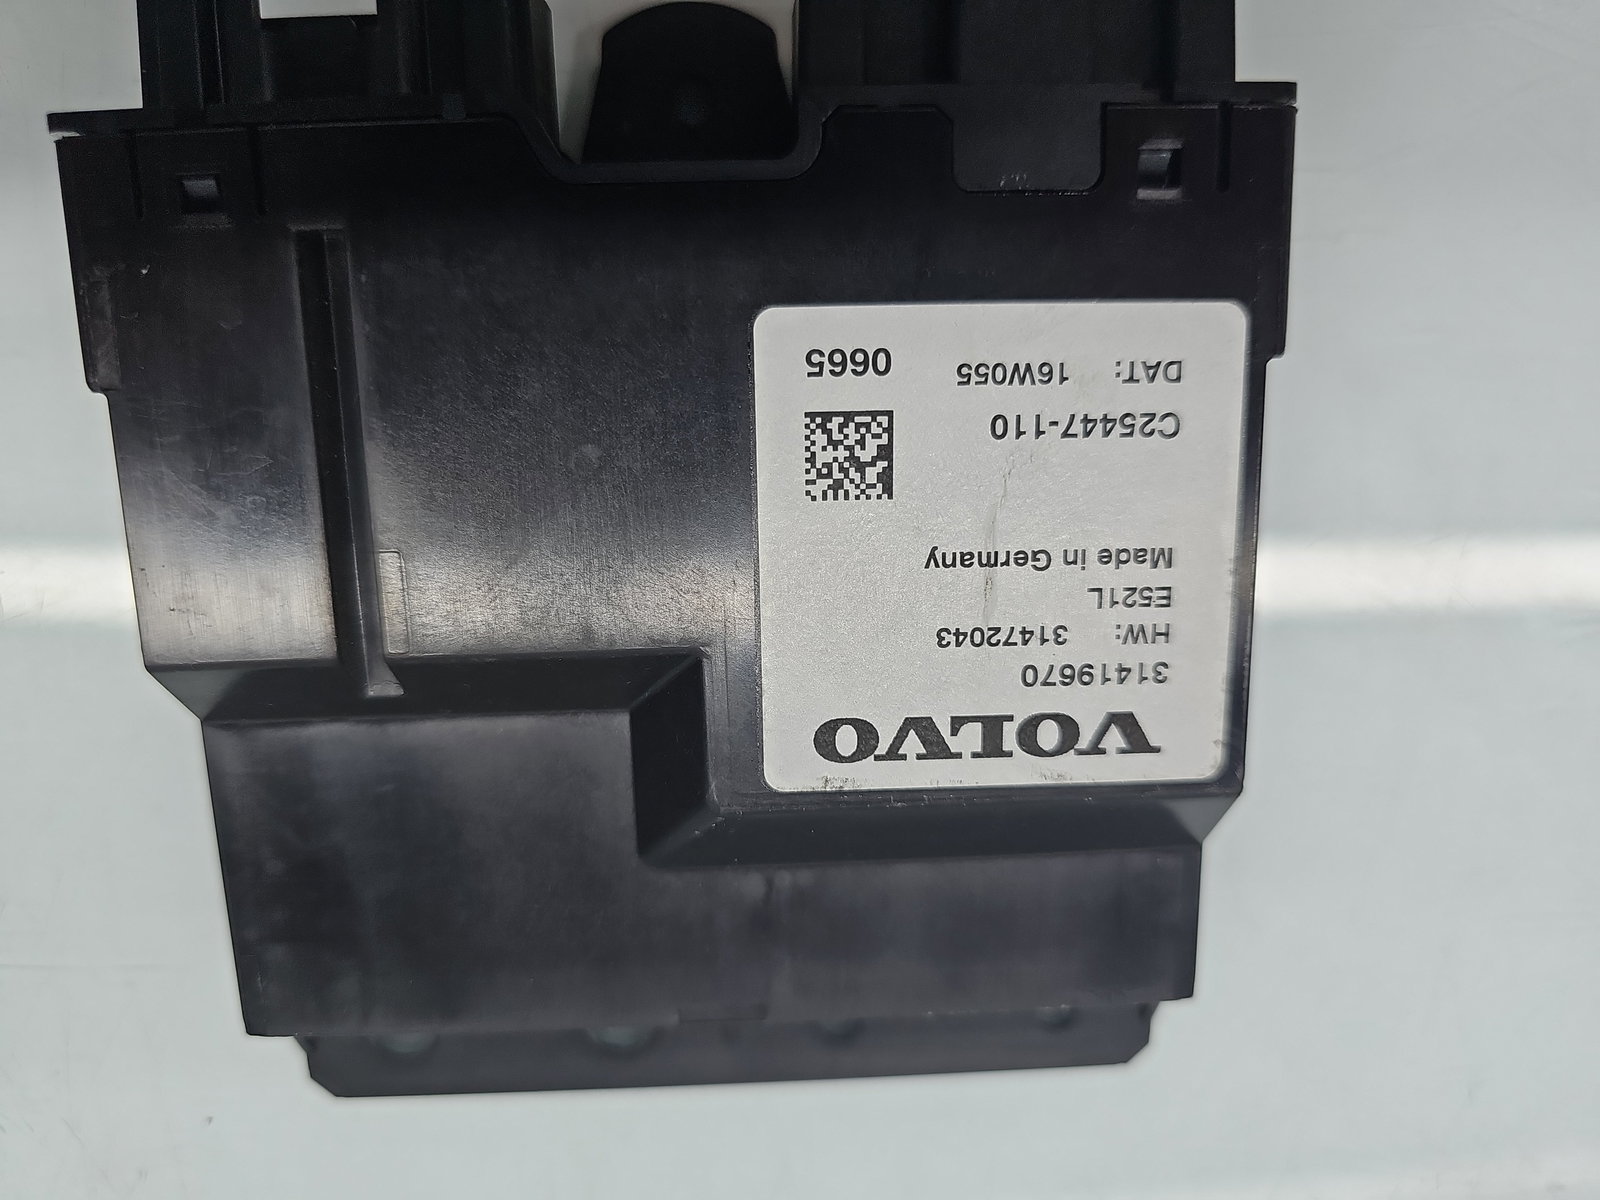 VOLVO
31419670
HW: 31472043
E521L
Made in Germany
C25447-110
DAT: 16W055 0665